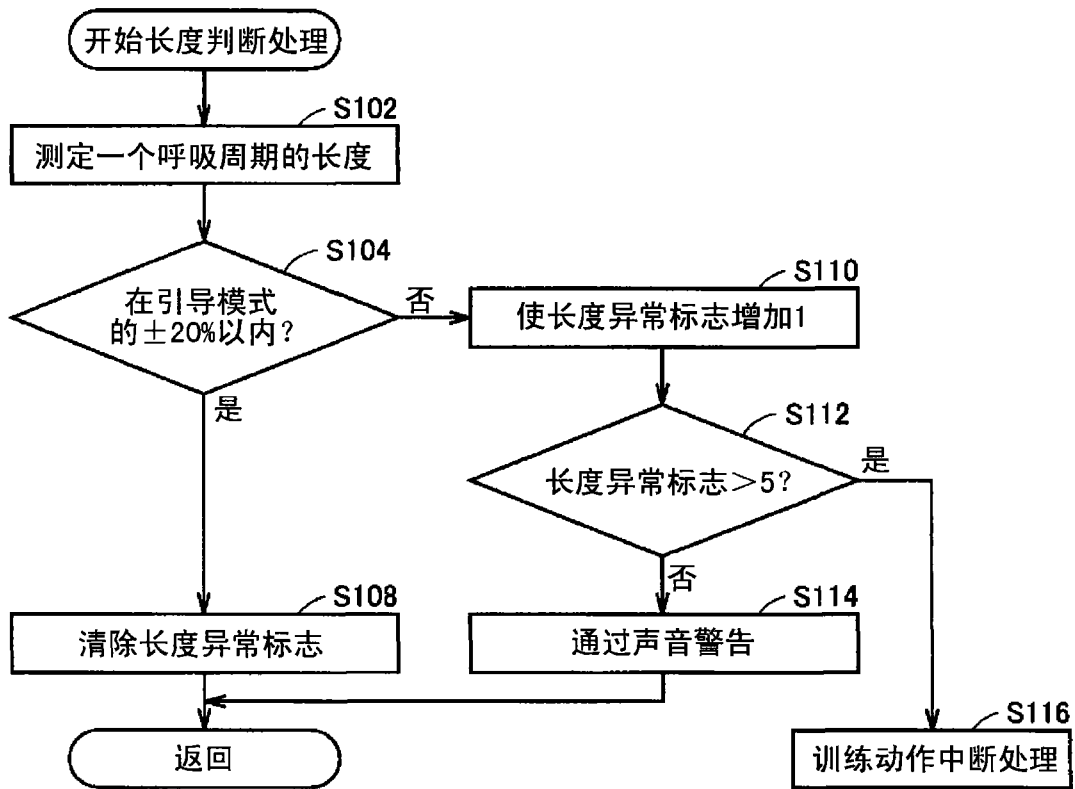 开始长度判断处理
S102
测定一个呼吸周期的长度
S104
在引导模式
的±20%以内?
否
是
S110
使长度异常标志增加1
S112
长度异常标志＞5?
是
否
S108
清除长度异常标志
S114
通过声音警告
返回
S116
训练动作中断处理